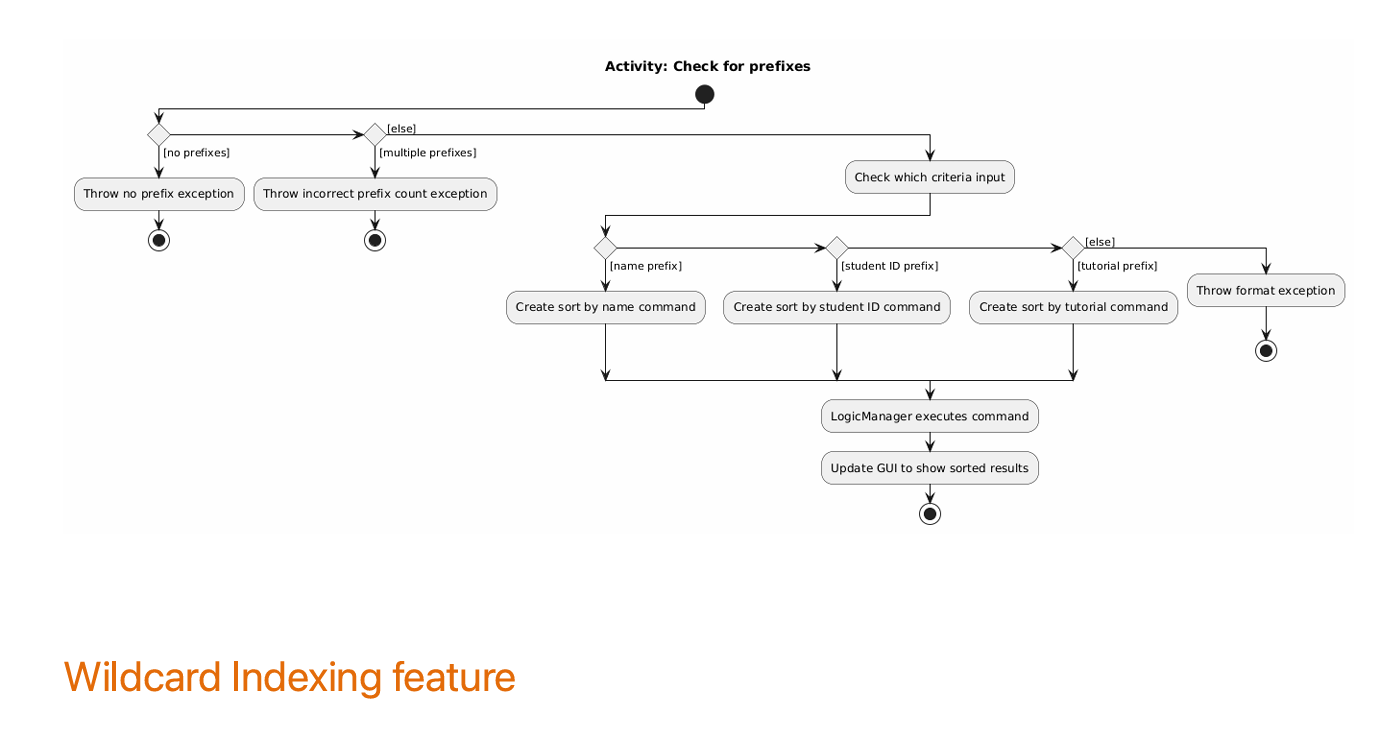 Activity: Check for prefixes
[else]
[no prefixes]
[multiple prefixes]
Throw no prefix exception
Throw incorrect prefix count exception
Check which criteria input
[else]
[name prefix]
[student ID prefix]
[tutorial prefix]
Create sort by name command
Create sort by student ID command
Create sort by tutorial command
Throw format exception
LogicManager executes command
Update GUI to show sorted results
Wildcard Indexing feature